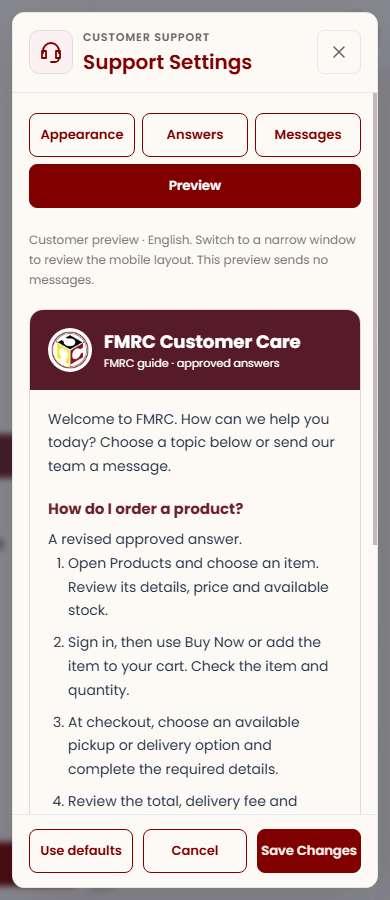 CUSTOMER SUPPORT
Support Settings
Appearance
Answers
Messages
Preview
Customer preview · English. Switch to a narrow window
to review the mobile layout. This preview sends no
messages.
FMRC Customer Care
FMRC guide · approved answers
Welcome to FMRC. How can we help you
today? Choose a topic below or send our
team a message.
How do I order a product?
A revised approved answer.
1. Open Products and choose an item.
Review its details, price and available
stock.
2. Sign in, then use Buy Now or add the
item to your cart. Check the item and
quantity.
3. At checkout, choose an available
pickup or delivery option and
complete the required details.
4. Review the total, delivery fee and
Use defaults
Cancel
Save Changes